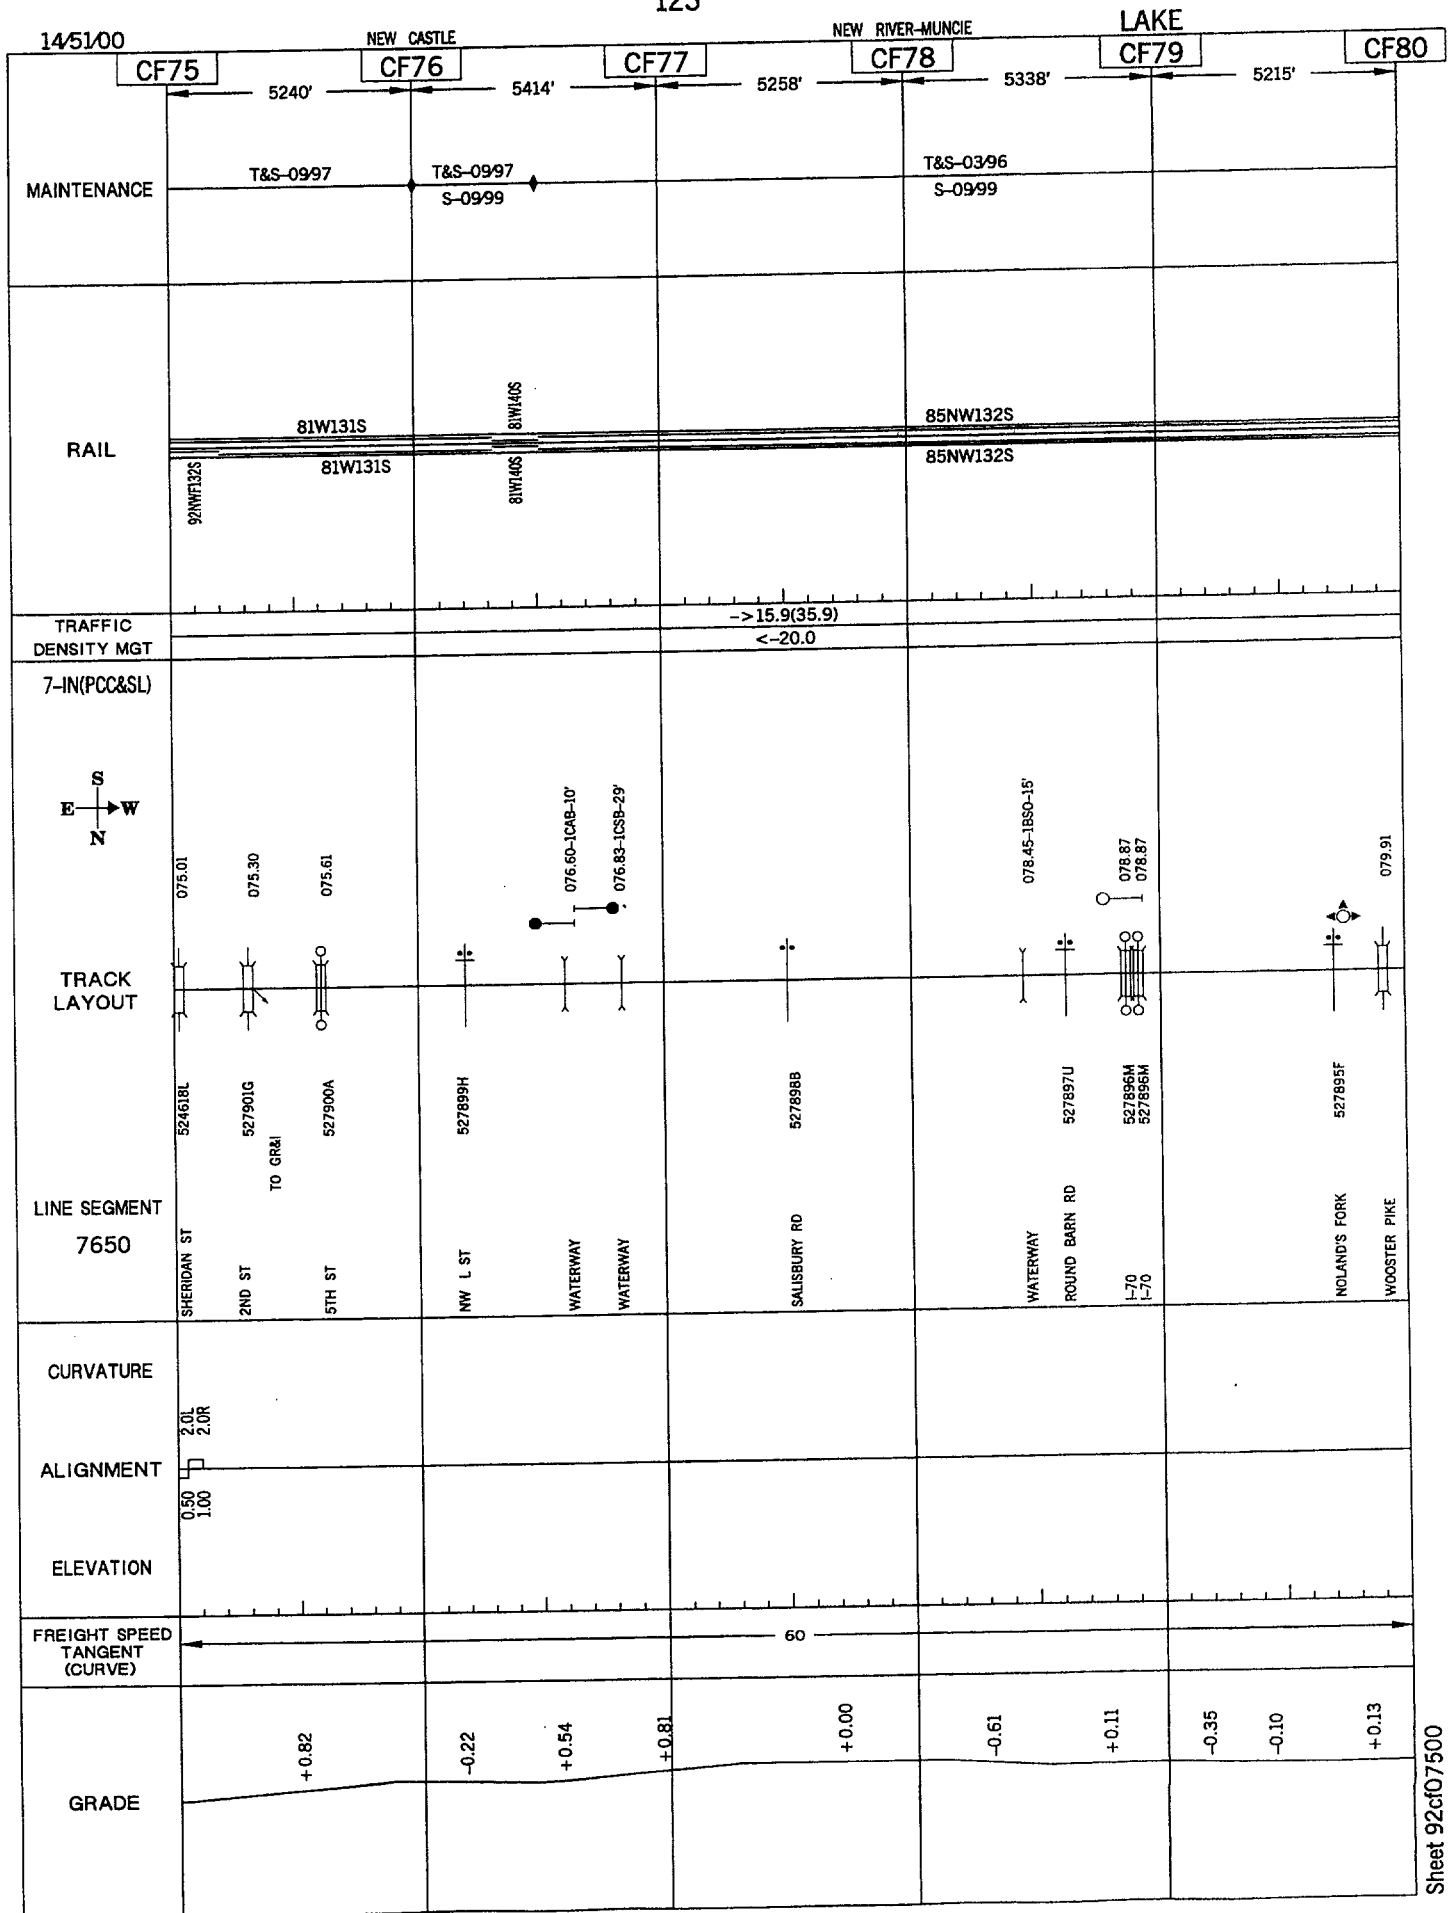 123
14/51/00 NEW CASTLE NEW RIVER-MUNCIE LAKE
CF75 CF76 CF77 CF78 CF79 CF80
5240' 5414' 5258' 5338' 5215'
MAINTENANCE
T&S-09/97 T&S-09/97 T&S-03/96
S-09/99 S-09/99
RAIL
81W131S 81W140S 85NW132S
92NWF132S 81W131S 81W140S 85NW132S
TRAFFIC
DENSITY MGT
->15.9(35.9)
<-20.0
7-IN(PCC&SL)
S
E W
N
075.01
075.30
075.61
076.60-1CAB-10'
076.83-1CSB-29'
078.45-1BSO-15'
078.87
078.87
079.91
TRACK
LAYOUT
524618L
527901G
TO GR&I
527900A
527899H
527898B
527897U
527896M
527896M
527895F
LINE SEGMENT
7650
SHERIDAN ST
2ND ST
5TH ST
NW L ST
WATERWAY
WATERWAY
SALISBURY RD
WATERWAY
ROUND BARN RD
I-70
I-70
NOLAND'S FORK
WOOSTER PIKE
CURVATURE
2.0L
2.0R
ALIGNMENT
0.50
1.00
ELEVATION
FREIGHT SPEED
TANGENT
(CURVE)
60
GRADE
+0.82
-0.22
+0.54
+0.81
+0.00
-0.61
+0.11
-0.35
-0.10
+0.13
Sheet 92cf07500